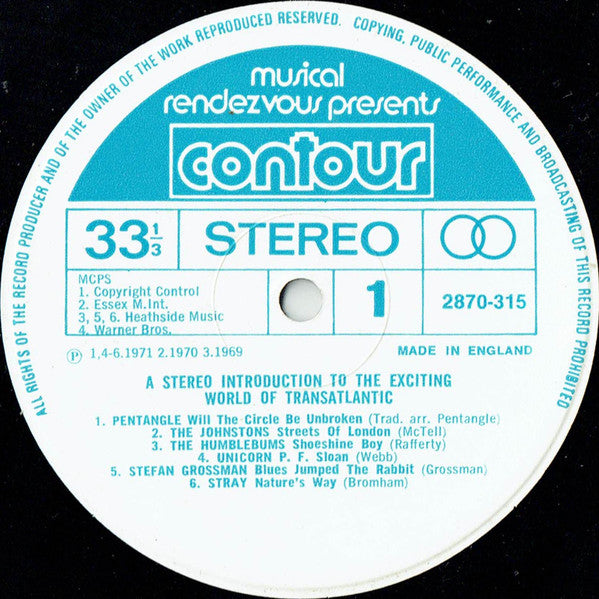 ALL RIGHTS OF THE RECORD PRODUCER AND OF THE OWNER OF THE WORK REPRODUCED RESERVED. COPYING, PUBLIC PERFORMANCE AND BROADCASTING OF THIS RECORD PROHIBITED
musical
rendezvous presents
contour
33 1/3 STEREO
MCPS
1. Copyright Control
2. Essex M.Int.
3, 5, 6. Heathside Music
4. Warner Bros.
1
2870-315
Ⓟ 1,4-6.1971 2.1970 3.1969
MADE IN ENGLAND
A STEREO INTRODUCTION TO THE EXCITING
WORLD OF TRANSATLANTIC
1. PENTANGLE Will The Circle Be Unbroken (Trad. arr. Pentangle)
2. THE JOHNSTONS Streets Of London (McTell)
3. THE HUMBLEBUMS Shoeshine Boy (Rafferty)
4. UNICORN P. F. Sloan (Webb)
5. STEFAN GROSSMAN Blues Jumped The Rabbit (Grossman)
6. STRAY Nature's Way (Bromham)